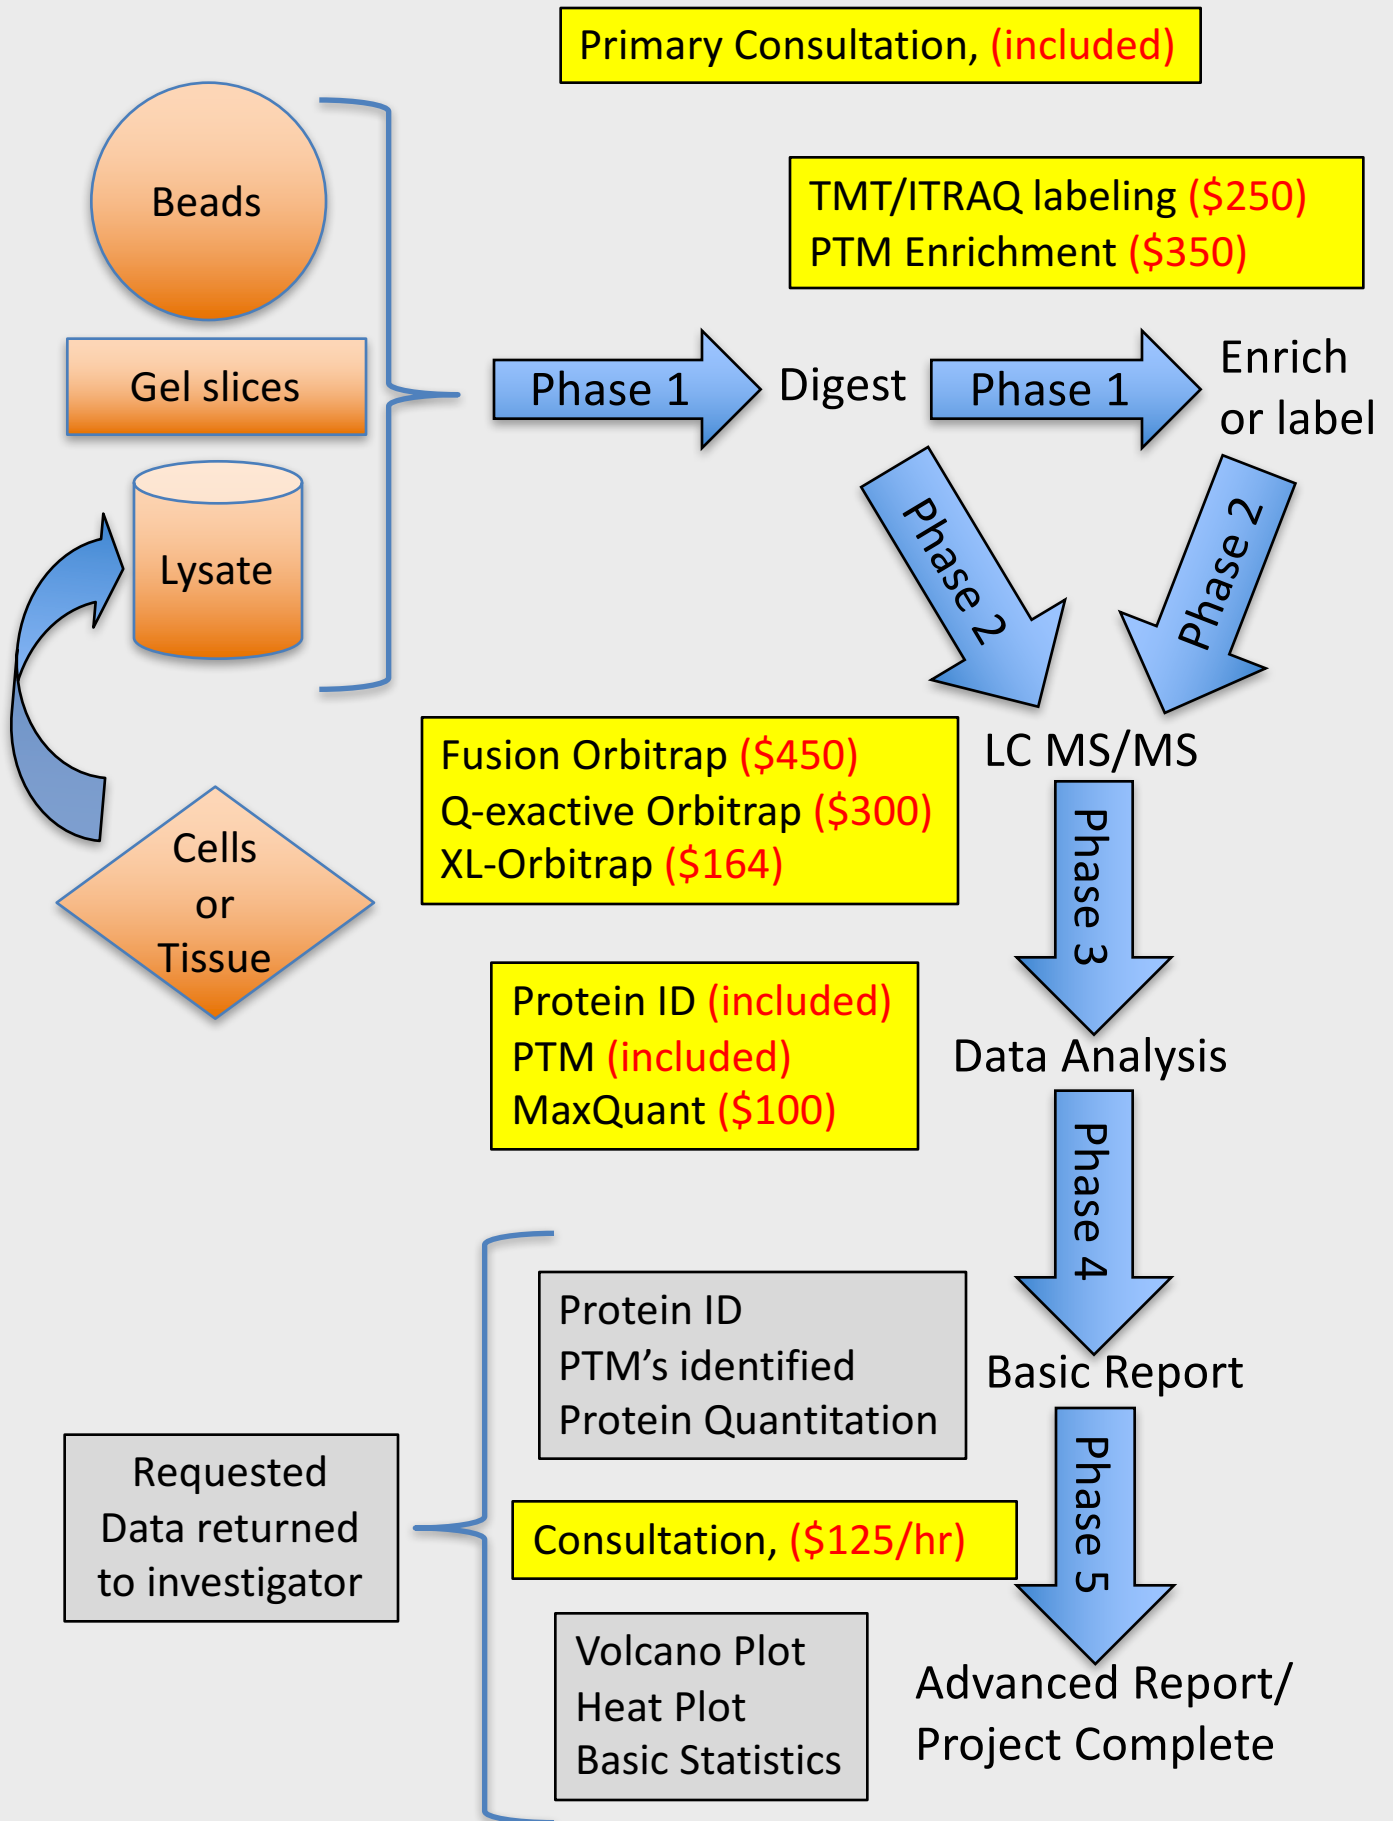 Primary Consultation, (included)
Beads
TMT/ITRAQ labeling ($250)
PTM Enrichment ($350)
Gel slices
Phase 1
Digest
Phase 1
Enrich
or label
Lysate
Phase 2
Phase 2
Fusion Orbitrap ($450)
Q-exactive Orbitrap ($300)
XL-Orbitrap ($164)
LC MS/MS
Cells
or
Tissue
Phase 3
Protein ID (included)
PTM (included)
MaxQuant ($100)
Data Analysis
Phase 4
Protein ID
PTM’s identified
Protein Quantitation
Basic Report
Requested
Data returned
to investigator
Consultation, ($125/hr)
Phase 5
Volcano Plot
Heat Plot
Basic Statistics
Advanced Report/
Project Complete